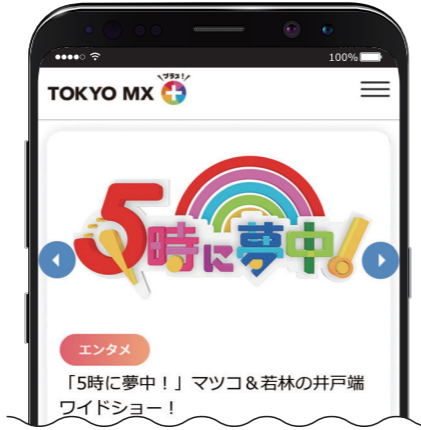 100%
TOKYO MX
プラス!
5時に夢中!
エンタメ
「5時に夢中！」マツコ＆若林の井戸端
ワイドショー！